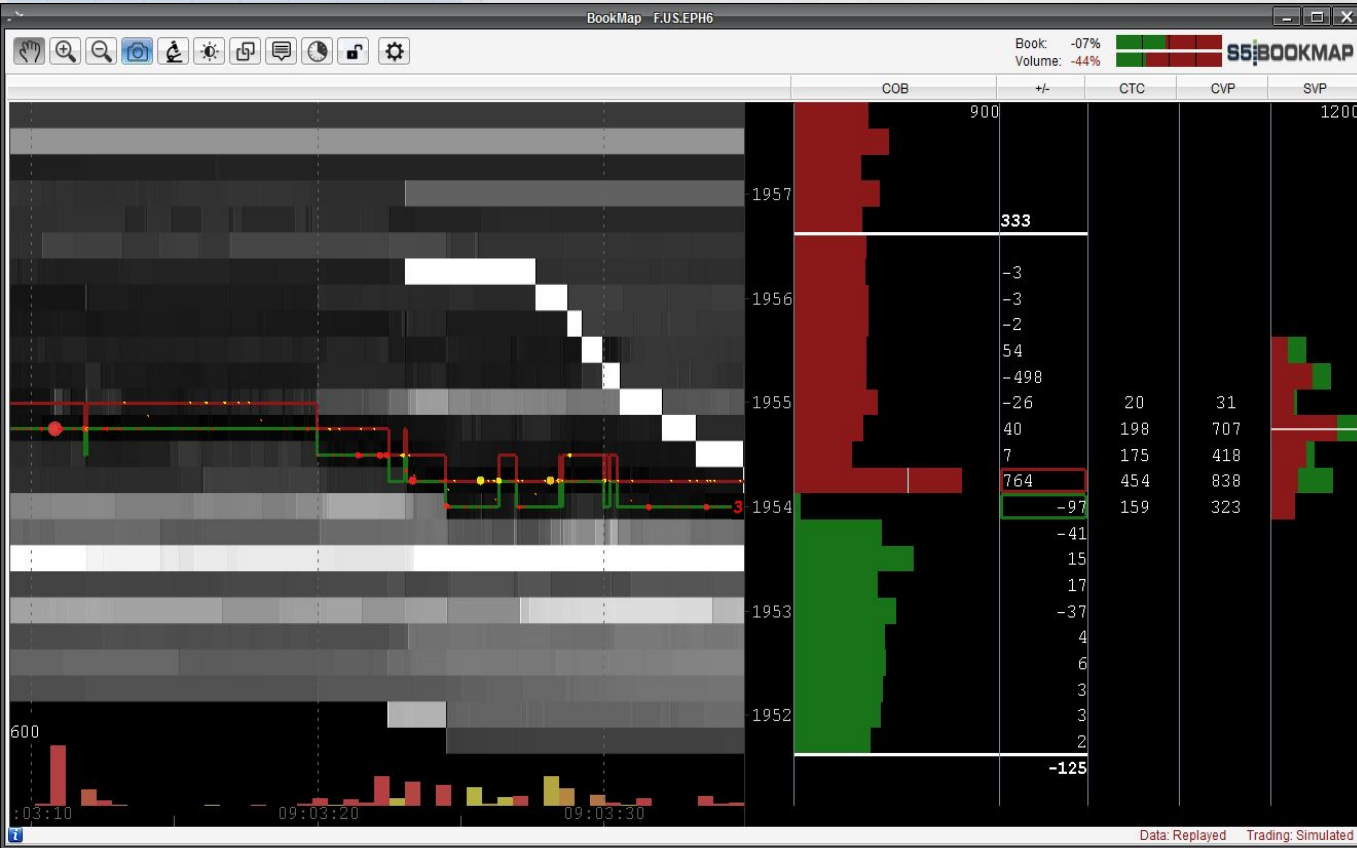 BookMap F.US.EPH6
Book: -07%
Volume: -44%
S5 BOOKMAP
COB +/- CTC CVP SVP
900 1200
1957
333
-3
1956 -3
-2
54
-498
1955 -26 20 31
40 198 707
7 175 418
764 454 838
3 1954 -97 159 323
-41
15
17
1953 -37
4
6
3
1952 3
600 2
-125
:03:10 09:03:20 09:03:30
i Data: Replayed Trading: Simulated